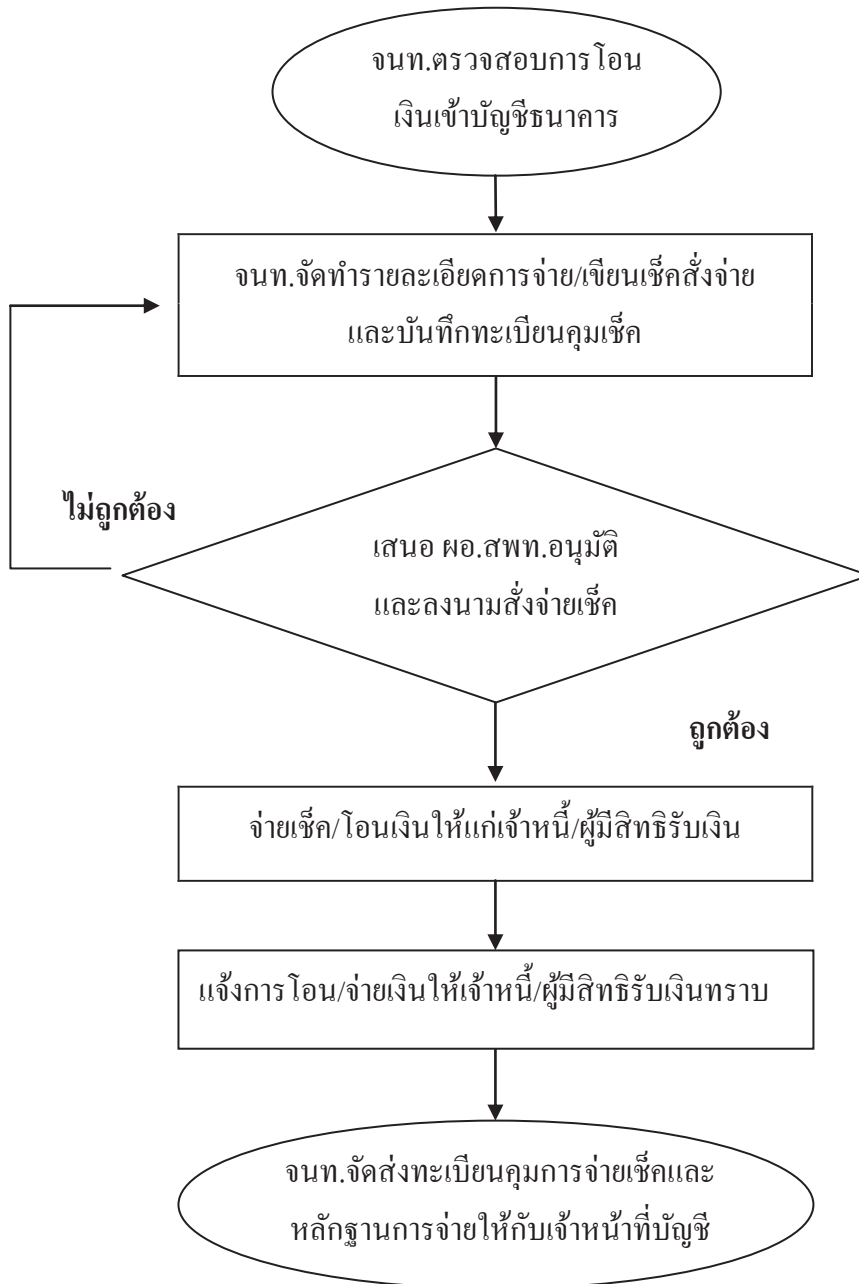 จนท.ตรวจสอบการโอน
เงินเข้าบัญชีธนาคาร
จนท.จัดทำรายละเอียดการจ่าย/เขียนเช็คสั่งจ่าย
และบันทึกทะเบียนคุมเช็ค
ไม่ถูกต้อง
เสนอ ผอ.สพท.อนุมัติ
และลงนามสั่งจ่ายเช็ค
ถูกต้อง
จ่ายเช็ค/โอนเงินให้แก่เจ้าหนี้/ผู้มีสิทธิรับเงิน
แจ้งการโอน/จ่ายเงินให้เจ้าหนี้/ผู้มีสิทธิรับเงินทราบ
จนท.จัดส่งทะเบียนคุมการจ่ายเช็คและ
หลักฐานการจ่ายให้กับเจ้าหน้าที่บัญชี